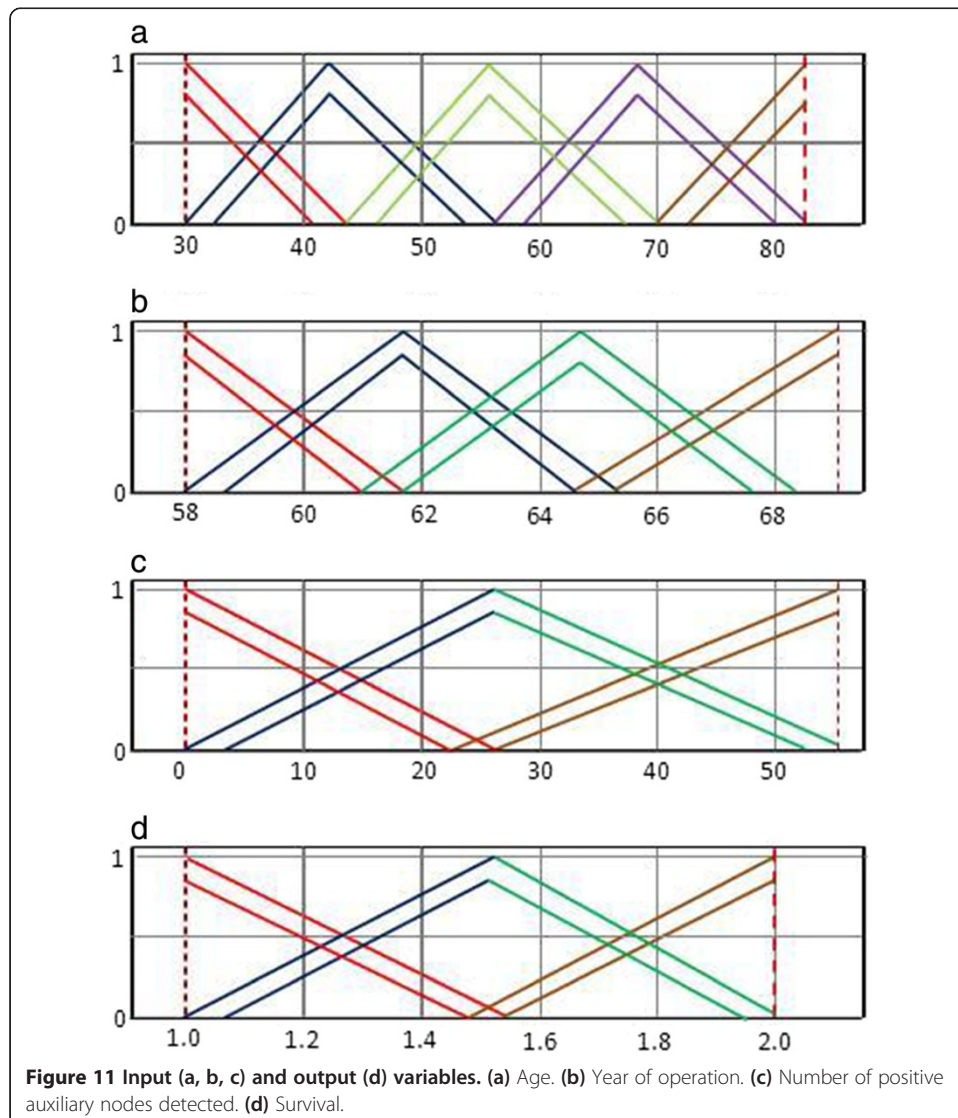 a
1
0
30 40 50 60 70 80
b
1
0
58 60 62 64 66 68
c
1
0
0 10 20 30 40 50
d
1
0
1.0 1.2 1.4 1.6 1.8 2.0
Figure 11 Input (a, b, c) and output (d) variables. (a) Age. (b) Year of operation. (c) Number of positive
auxiliary nodes detected. (d) Survival.